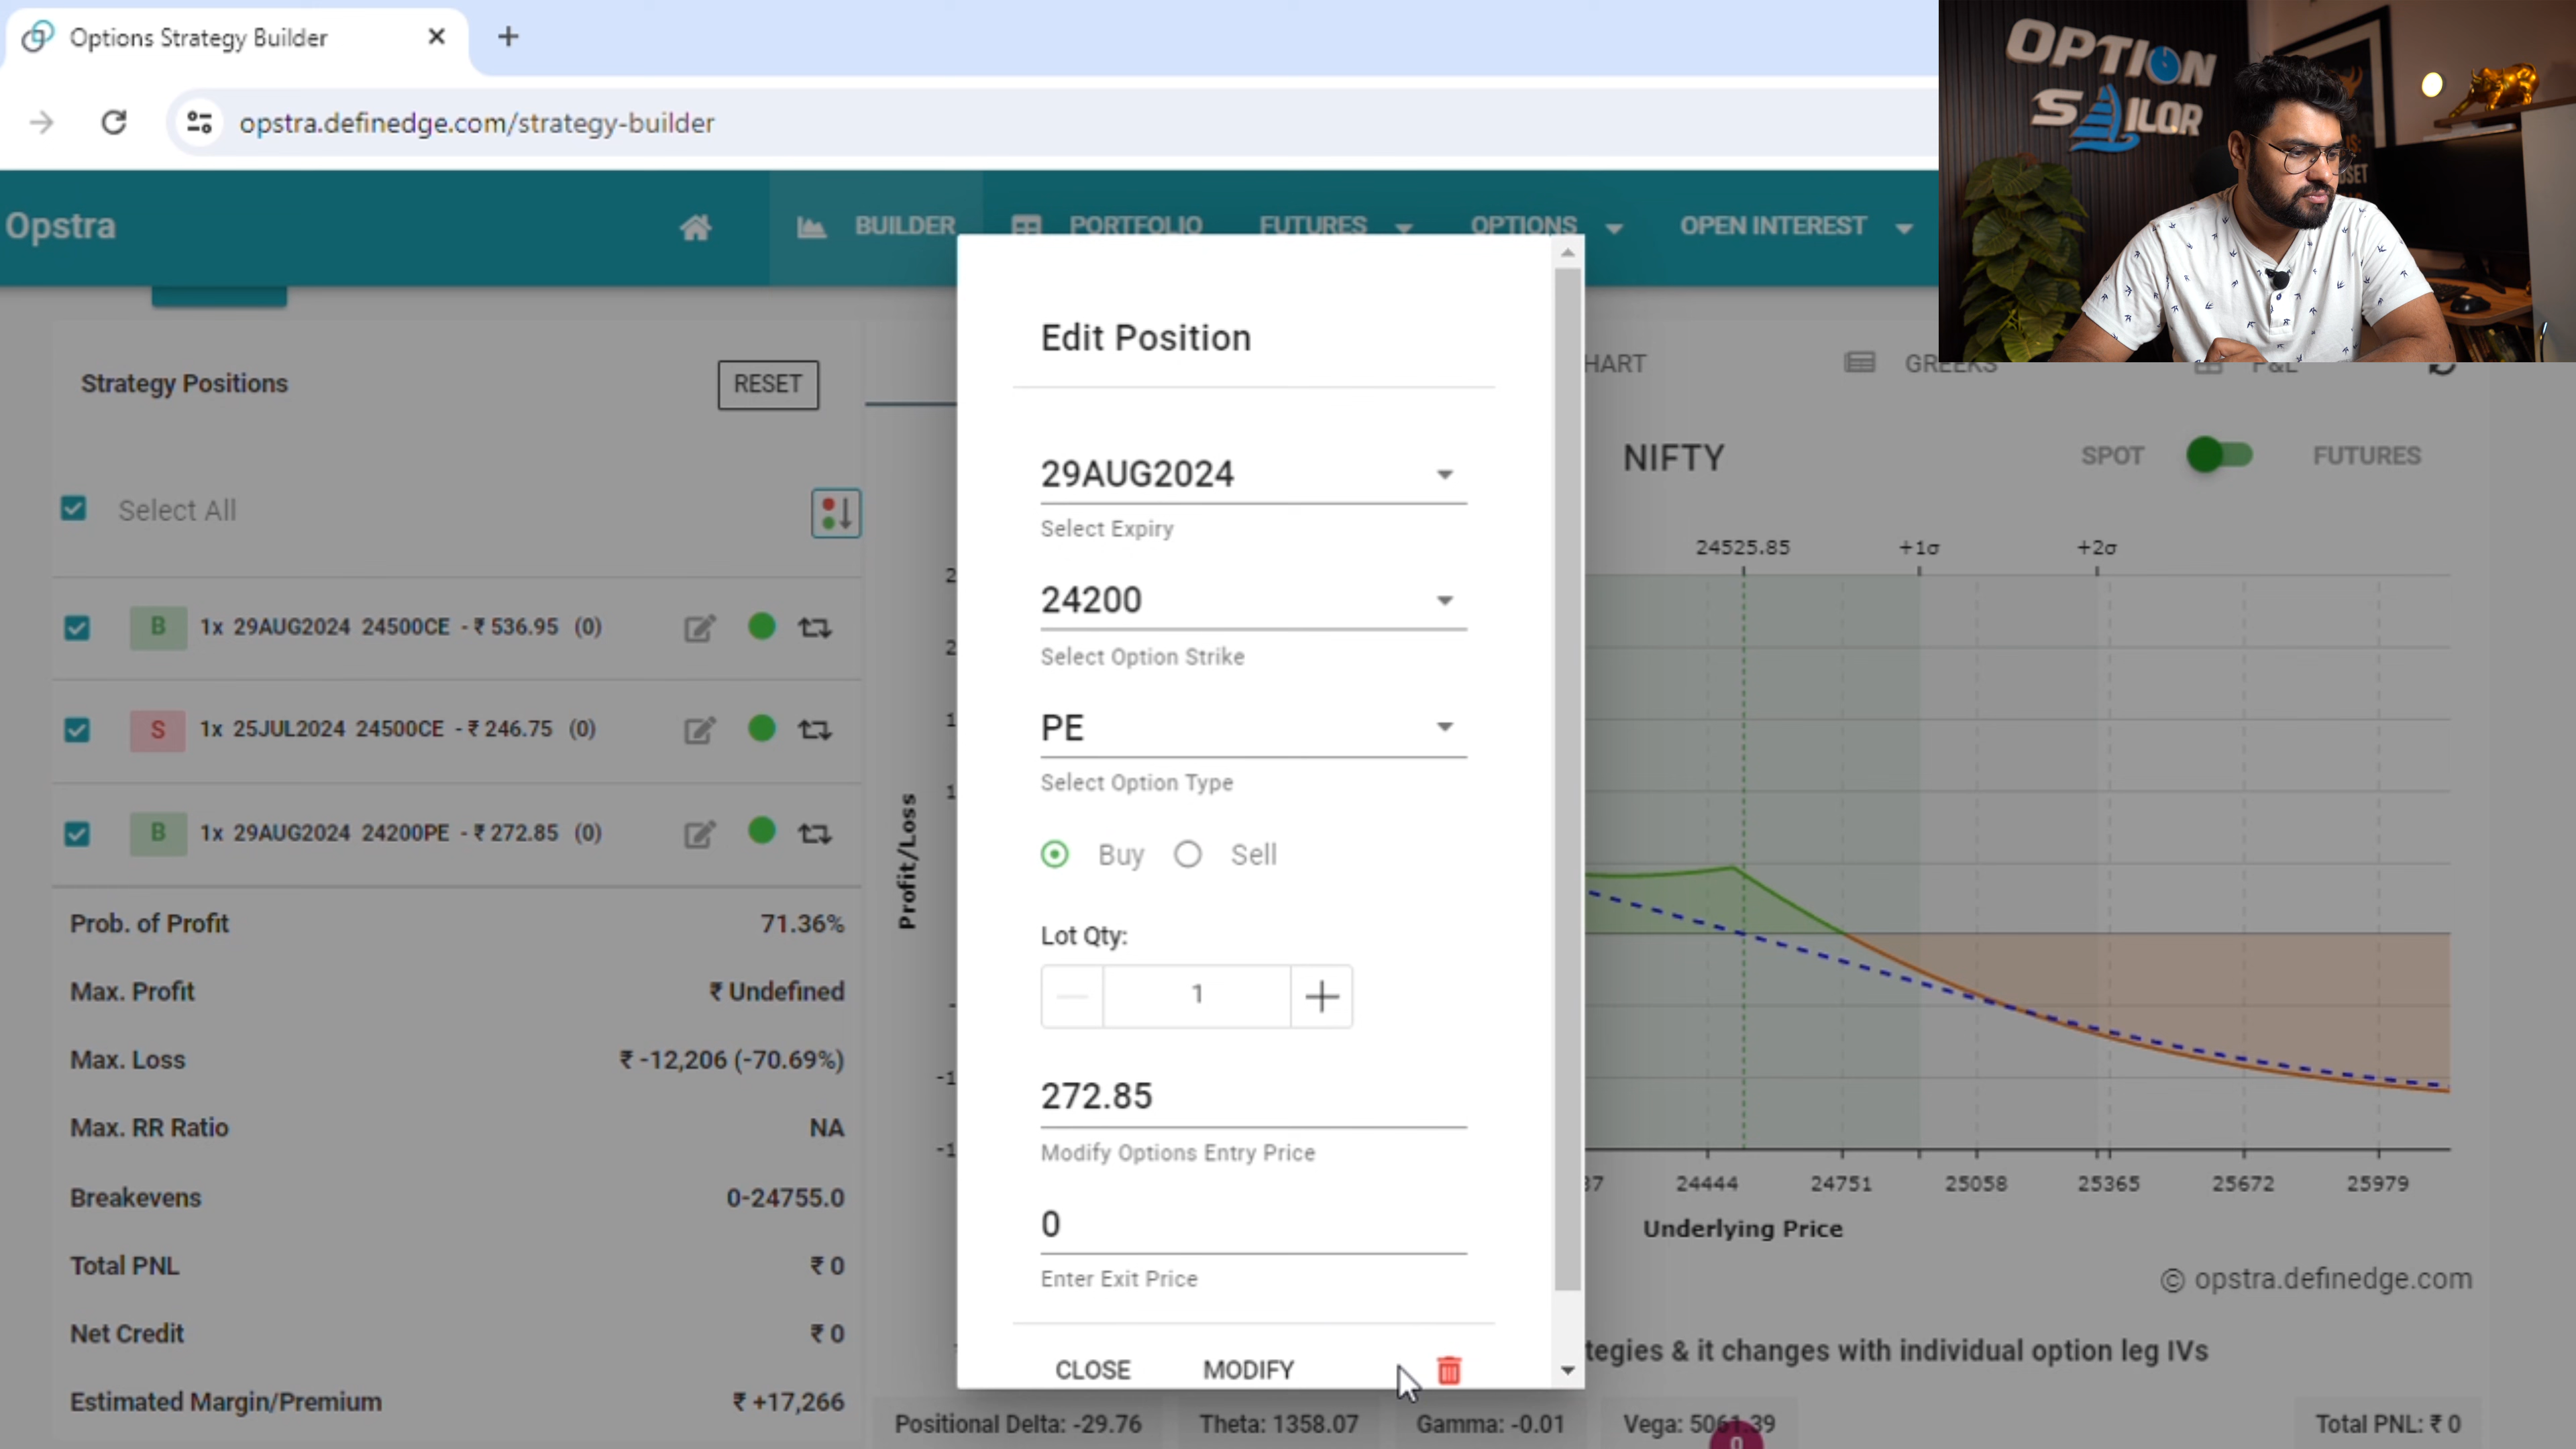 Options Strategy Builder
opstra.definedge.com/strategy-builder
OPTION
SAILOR
Opstra
BUILDER
PORTFOLIO
FUTURES
OPTIONS
OPEN INTEREST
Strategy Positions
RESET
Select All
B 1x 29AUG2024 24500CE - ₹ 536.95 (0)
S 1x 25JUL2024 24500CE - ₹ 246.75 (0)
B 1x 29AUG2024 24200PE - ₹ 272.85 (0)
Prob. of Profit 71.36%
Max. Profit ₹ Undefined
Max. Loss ₹ -12,206 (-70.69%)
Max. RR Ratio NA
Breakevens 0-24755.0
Total PNL ₹ 0
Net Credit ₹ 0
Estimated Margin/Premium ₹ +17,266
Edit Position
29AUG2024
Select Expiry
24200
Select Option Strike
PE
Select Option Type
Buy Sell
Lot Qty:
1
272.85
Modify Options Entry Price
0
Enter Exit Price
CLOSE MODIFY
HART
GREEKS
P&L
NIFTY
SPOT FUTURES
24525.85 +1σ +2σ
Profit/Loss
24444 24751 25058 25365 25672 25979
Underlying Price
© opstra.definedge.com
tegies & it changes with individual option leg IVs
Positional Delta: -29.76 Theta: 1358.07 Gamma: -0.01 Vega: 5061.39 Total PNL: ₹ 0